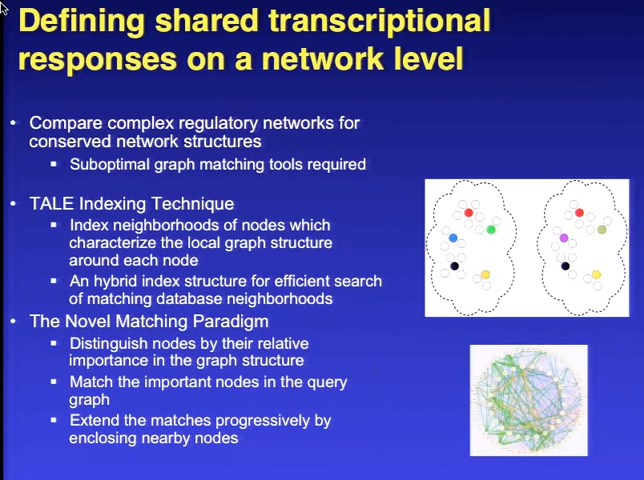 Defining shared transcriptional
responses on a network level
• Compare complex regulatory networks for
conserved network structures
▪ Suboptimal graph matching tools required
• TALE Indexing Technique
▪ Index neighborhoods of nodes which
characterize the local graph structure
around each node
▪ An hybrid index structure for efficient search
of matching database neighborhoods
• The Novel Matching Paradigm
▪ Distinguish nodes by their relative
importance in the graph structure
▪ Match the important nodes in the query
graph
▪ Extend the matches progressively by
enclosing nearby nodes